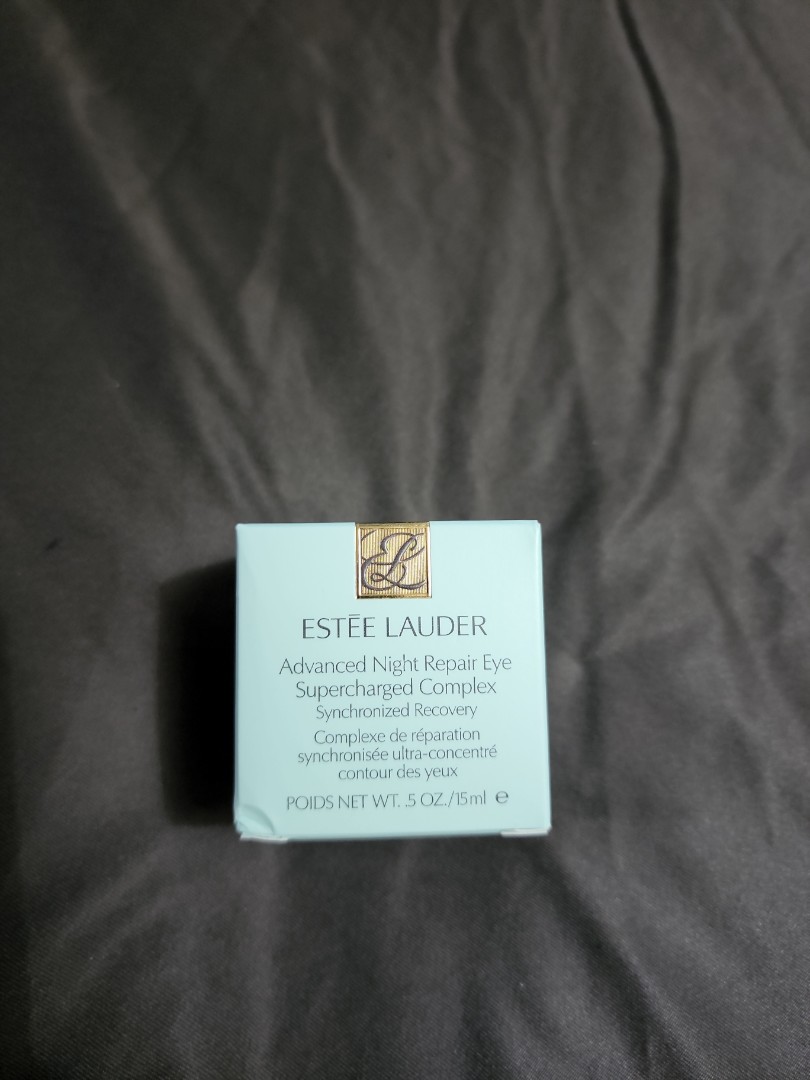 EL
ESTĒE LAUDER
Advanced Night Repair Eye
Supercharged Complex
Synchronized Recovery
Complexe de réparation
synchronisée ultra-concentré
contour des yeux
POIDS NET WT. .5 OZ./15ml ℮